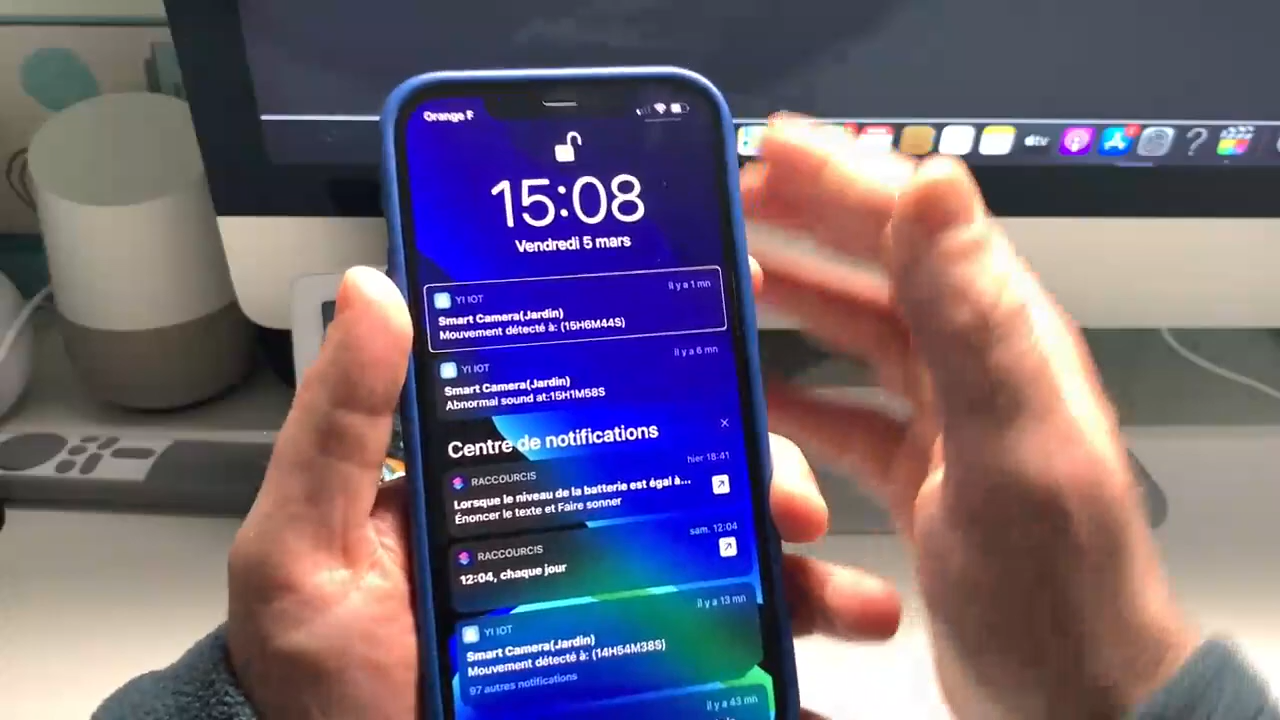 Orange F
15:08
Vendredi 5 mars
YI IOT
il y a 1 mn
Smart Camera(Jardin)
Mouvement détecté à: (15H6M44S)
YI IOT
il y a 6 mn
Smart Camera(Jardin)
Abnormal sound at:15H1M58S
Centre de notifications
RACCOURCIS
hier 18:41
Lorsque le niveau de la batterie est égal à...
Énoncer le texte et Faire sonner
RACCOURCIS
sam. 12:04
12:04, chaque jour
YI IOT
il y a 13 mn
Smart Camera(Jardin)
Mouvement détecté à: (14H54M38S)
97 autres notifications
il y a 43 mn
tv